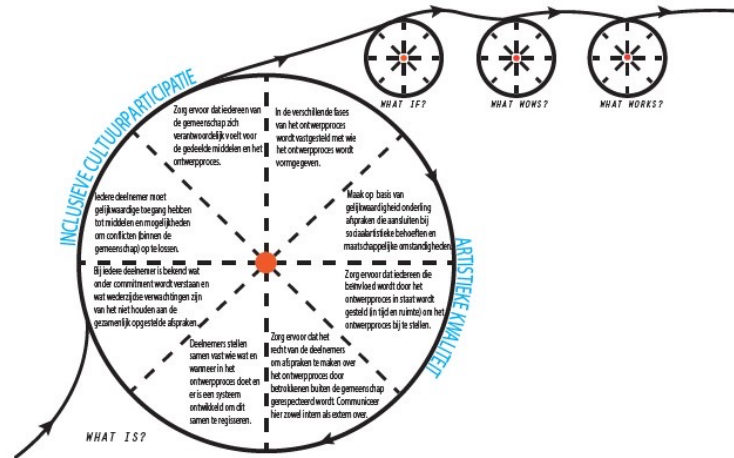 WHAT IF?
WHAT WOWS?
WHAT WORKS?
INCLUSIEVE CULTUURPARTICIPATIE
ARTISTIEKE KWALITEIT
Zorg ervoor dat iedereen van
de gemeenschap zich
verantwoordelijk voelt voor
de gedeelde middelen en het
ontwerpproces.
In de verschillende fases
van het ontwerpproces
wordt vastgesteld met wie
het ontwerpproces wordt
vormgegeven.
Maak op basis van
gelijkwaardigheid onderling
afspraken die aansluiten bij
sociaalartistieke behoeften en
maatschappelijke omstandigheden.
Zorg ervoor dat iedereen die
beïnvloed wordt door het
ontwerpproces in staat wordt
gesteld (in tijd en ruimte) om het
ontwerpproces bij te stellen.
Zorg ervoor dat het
recht van de deelnemers
om afspraken te maken over
het ontwerpproces door
betrokkenen buiten de gemeenschap
gerespecteerd wordt. Communiceer
hier zowel intern als extern over.
Deelnemers stellen
samen vast wie wat en
wanneer in het
ontwerpproces doet en
er is een systeem
ontwikkeld om dit
samen te regisseren.
Bij iedere deelnemer is bekend wat
onder commitment wordt verstaan en
wat wederzijdse verwachtingen zijn
van het niet houden aan de
gezamenlijk opgestelde afspraken.
Iedere deelnemer moet
gelijkwaardige toegang hebben
tot middelen en mogelijkheden
om conflicten (binnen de
gemeenschap) op te lossen.
WHAT IS?